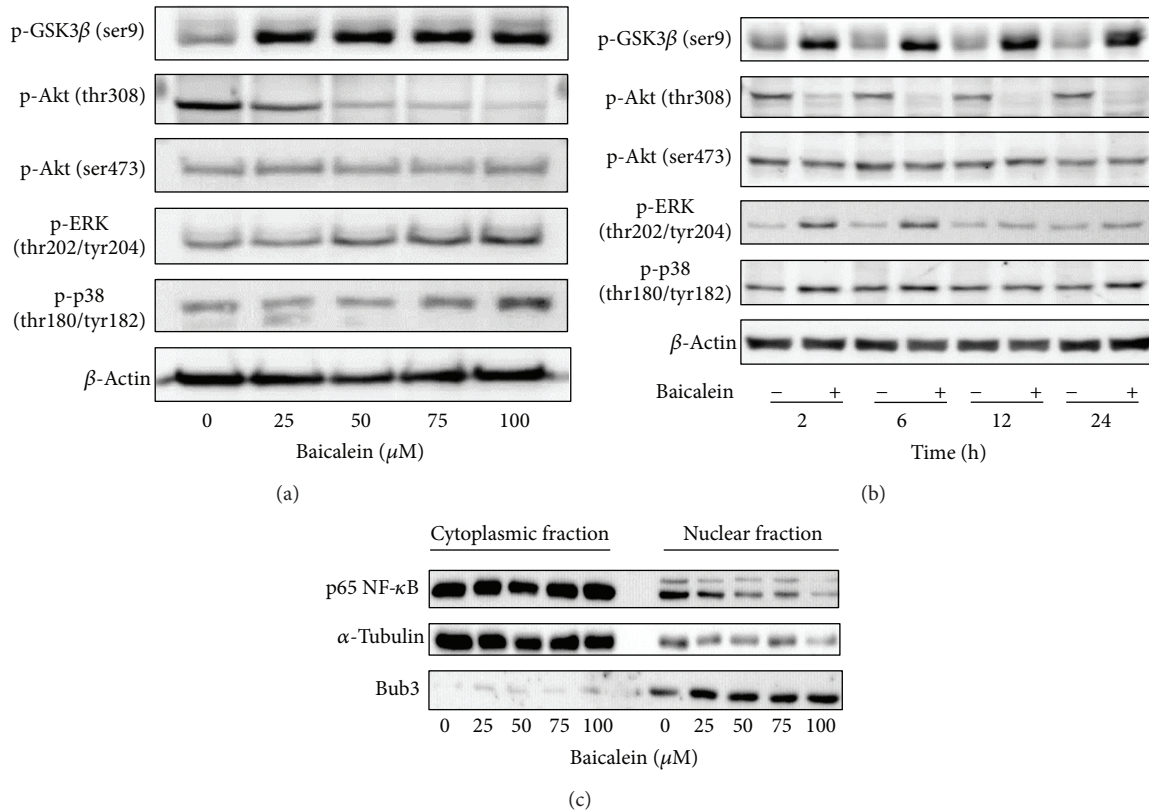 p-GSK3β (ser9)
p-Akt (thr308)
p-Akt (ser473)
p-ERK
(thr202/tyr204)
p-p38
(thr180/tyr182)
β-Actin
0 25 50 75 100
Baicalein (μM)
(a)
p-GSK3β (ser9)
p-Akt (thr308)
p-Akt (ser473)
p-ERK
(thr202/tyr204)
p-p38
(thr180/tyr182)
β-Actin
Baicalein − + − + − + − +
2 6 12 24
Time (h)
(b)
Cytoplasmic fraction Nuclear fraction
p65 NF-κB
α-Tubulin
Bub3
0 25 50 75 100 0 25 50 75 100
Baicalein (μM)
(c)